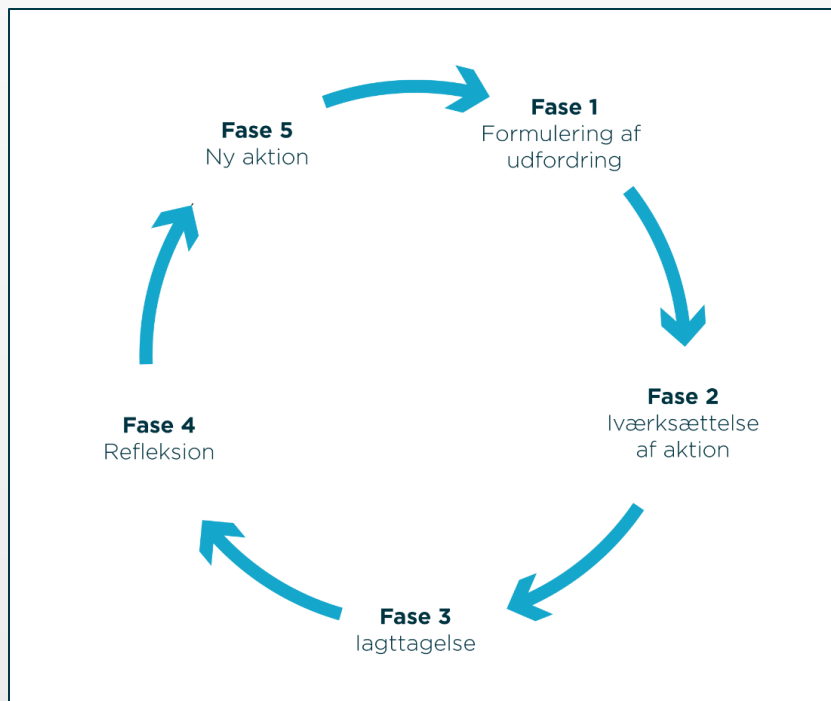 Fase 1
Formulering af
udfordring
Fase 2
Iværksættelse
af aktion
Fase 3
Iagttagelse
Fase 4
Refleksion
Fase 5
Ny aktion